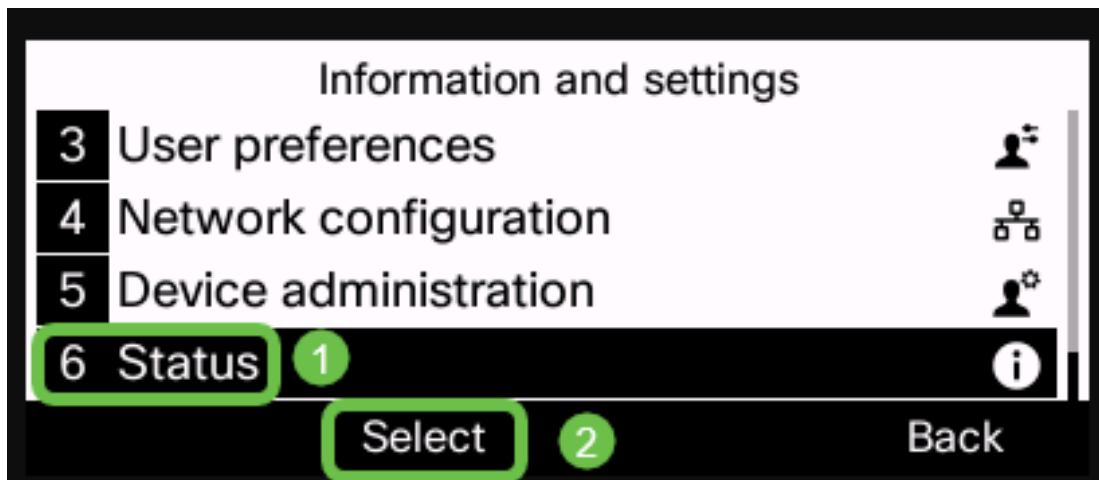 Information and settings
3 User preferences
4 Network configuration
5 Device administration
6 Status 1 i
Select 2 Back